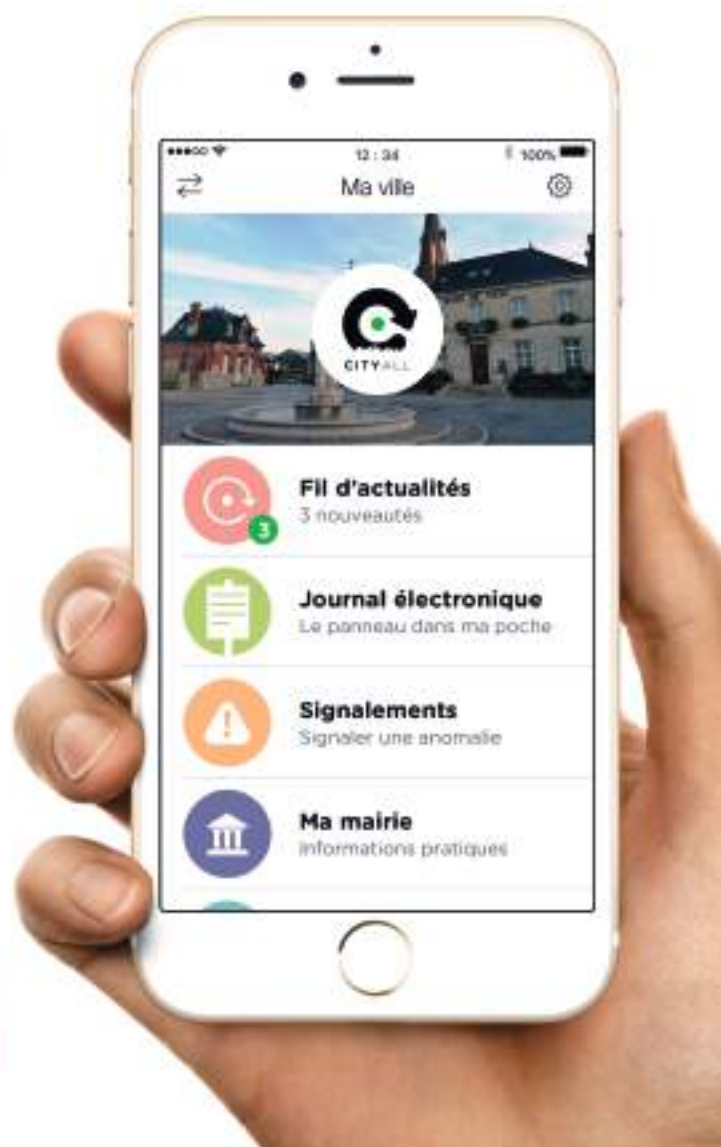 12:34
100%
Ma ville
CITYALL
Fil d'actualités
3 nouveautés
3
Journal électronique
Le panneau dans ma poche
Signalements
Signaler une anomalie
Ma mairie
Informations pratiques